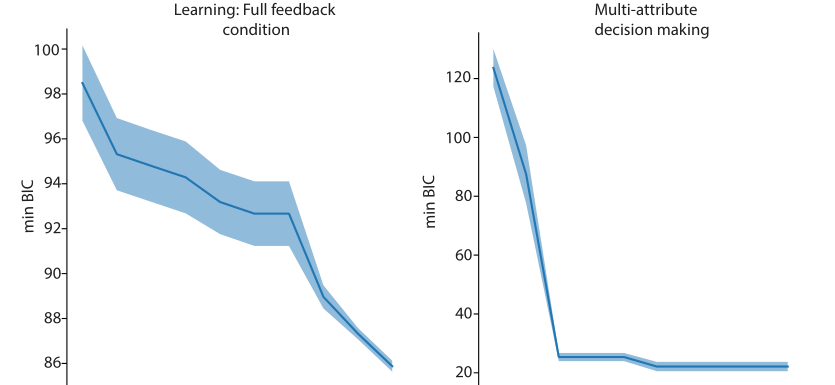 Learning: Full feedback
condition
min BIC
100
98
96
94
92
90
88
86
Multi-attribute
decision making
min BIC
120
100
80
60
40
20